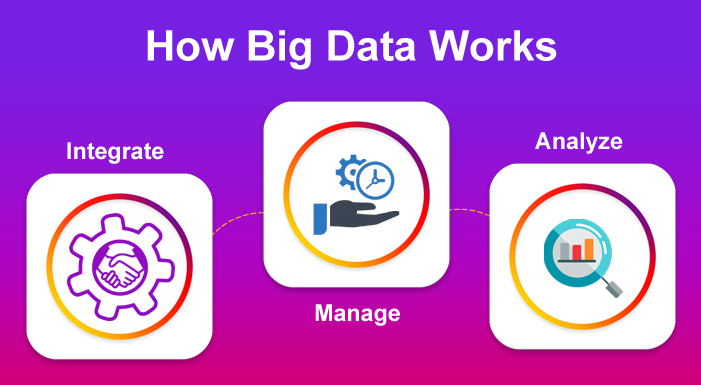 How Big Data Works
Integrate
Manage
Analyze